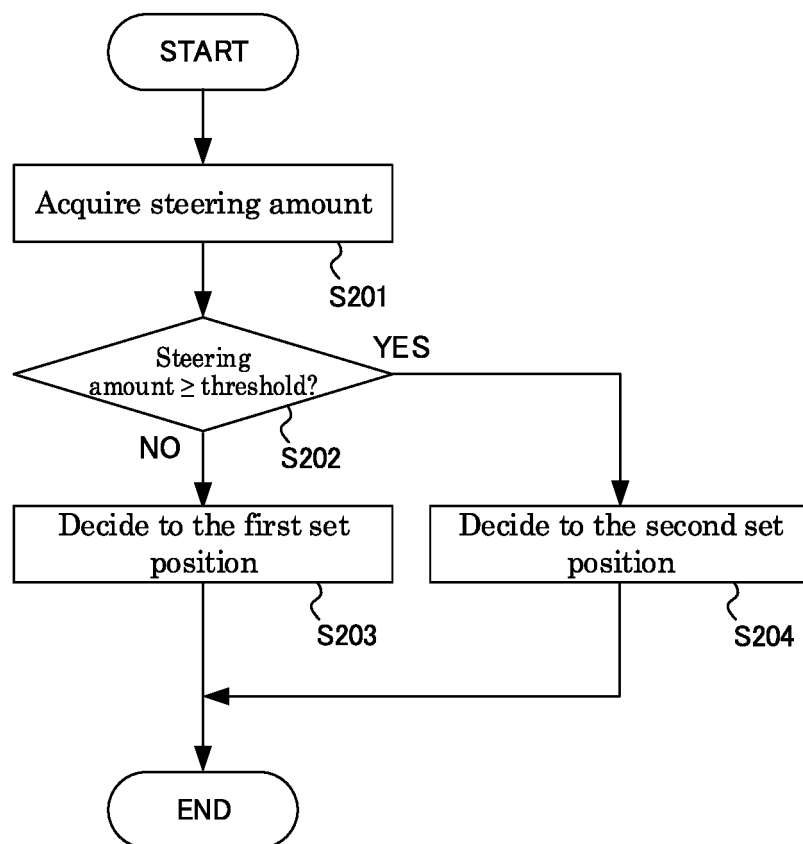 START
Acquire steering amount
S201
Steering
amount ≥ threshold?
YES
NO
S202
Decide to the first set
position
S203
Decide to the second set
position
S204
END